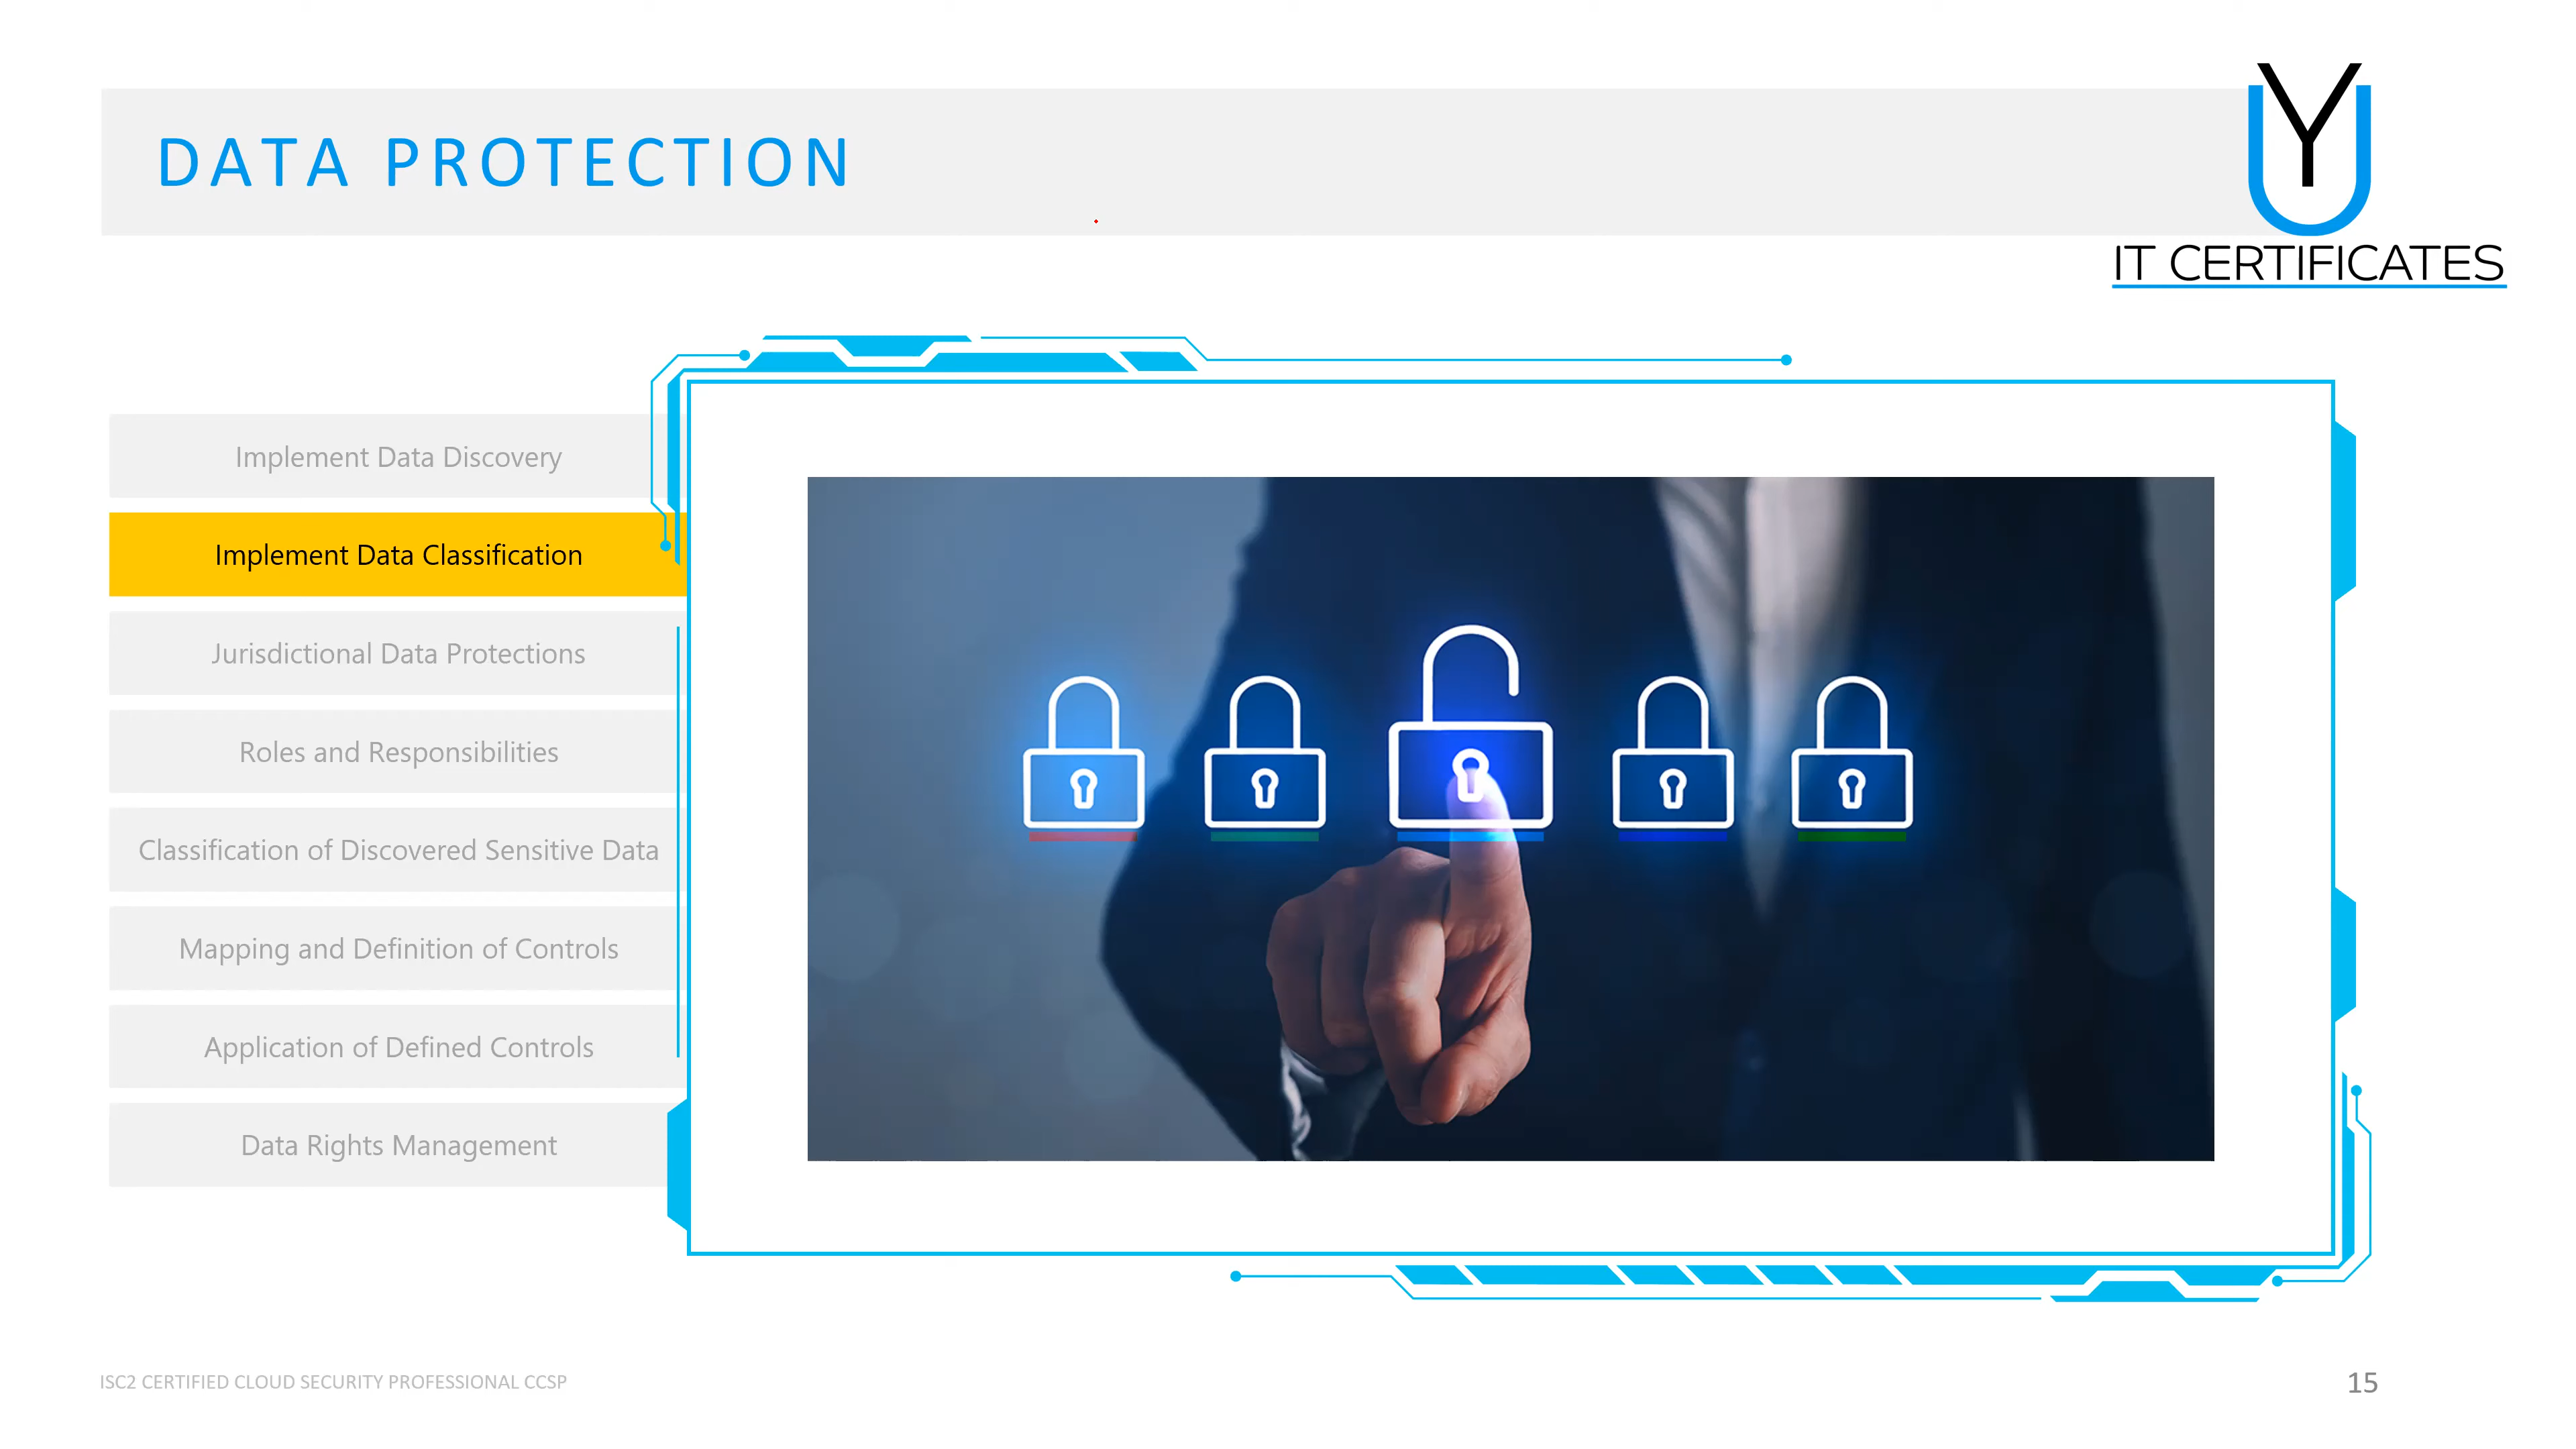 DATA PROTECTION
Y
U
IT CERTIFICATES
Implement Data Discovery
Implement Data Classification
Jurisdictional Data Protections
Roles and Responsibilities
Classification of Discovered Sensitive Data
Mapping and Definition of Controls
Application of Defined Controls
Data Rights Management
ISC2 CERTIFIED CLOUD SECURITY PROFESSIONAL CCSP
15